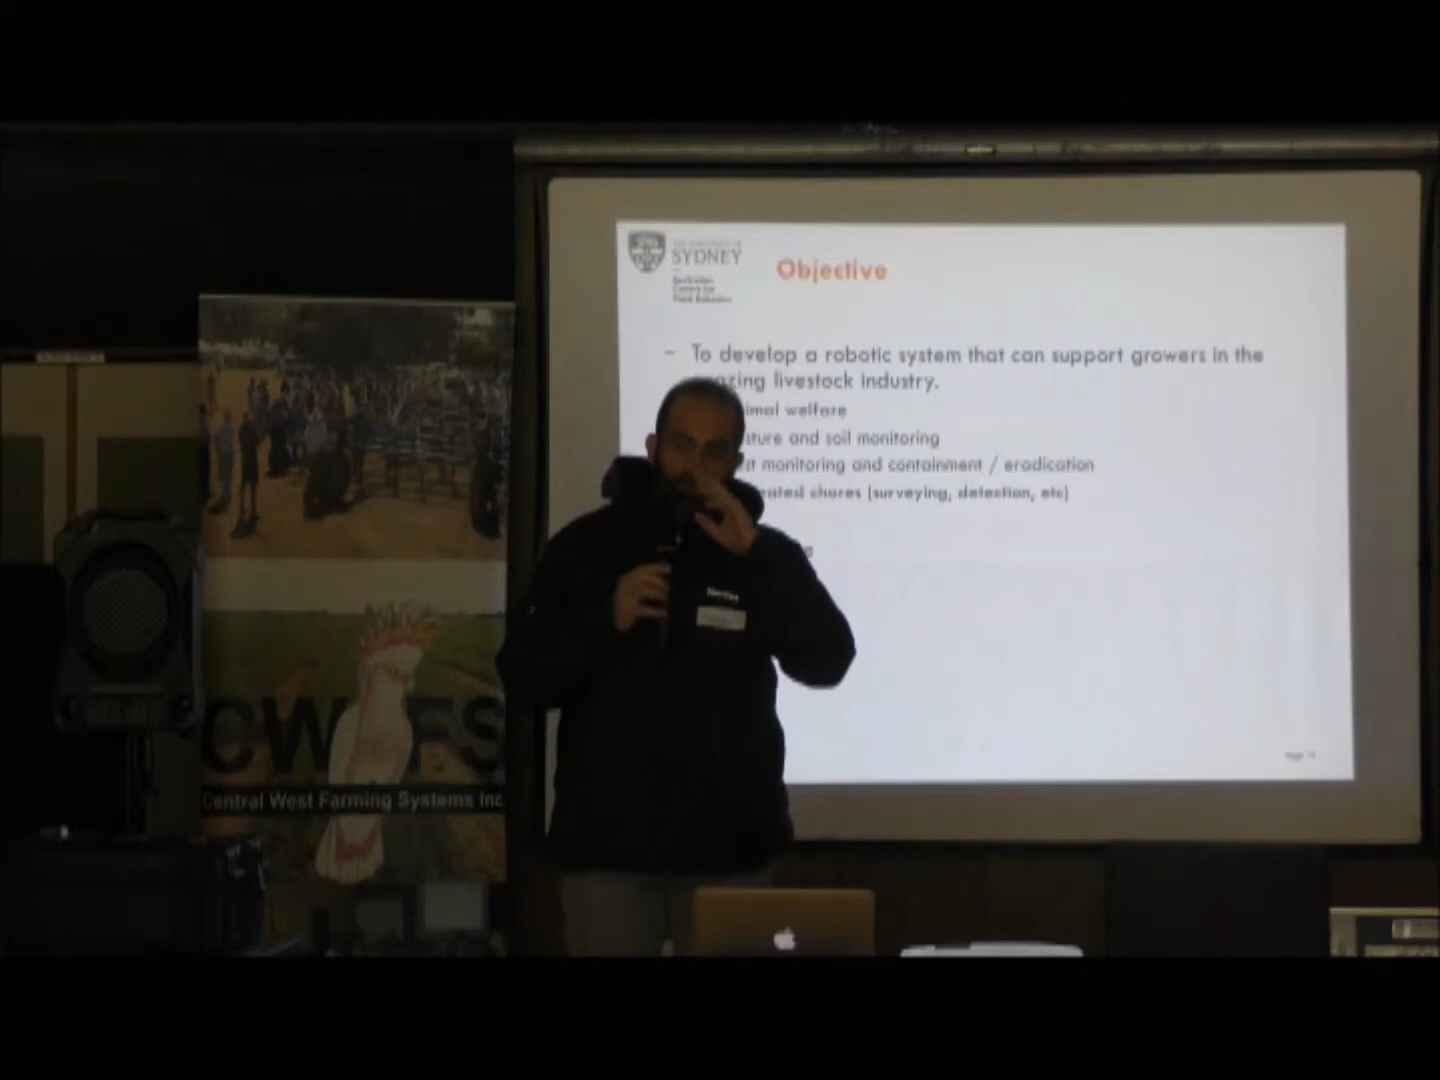 SYDNEY
Objective
– To develop a robotic system that can support growers in the
livestock industry.
welfare
and soil monitoring
monitoring and containment / eradication
chores (surveying, detection, etc)
CWFS
Central West Farming Systems Inc